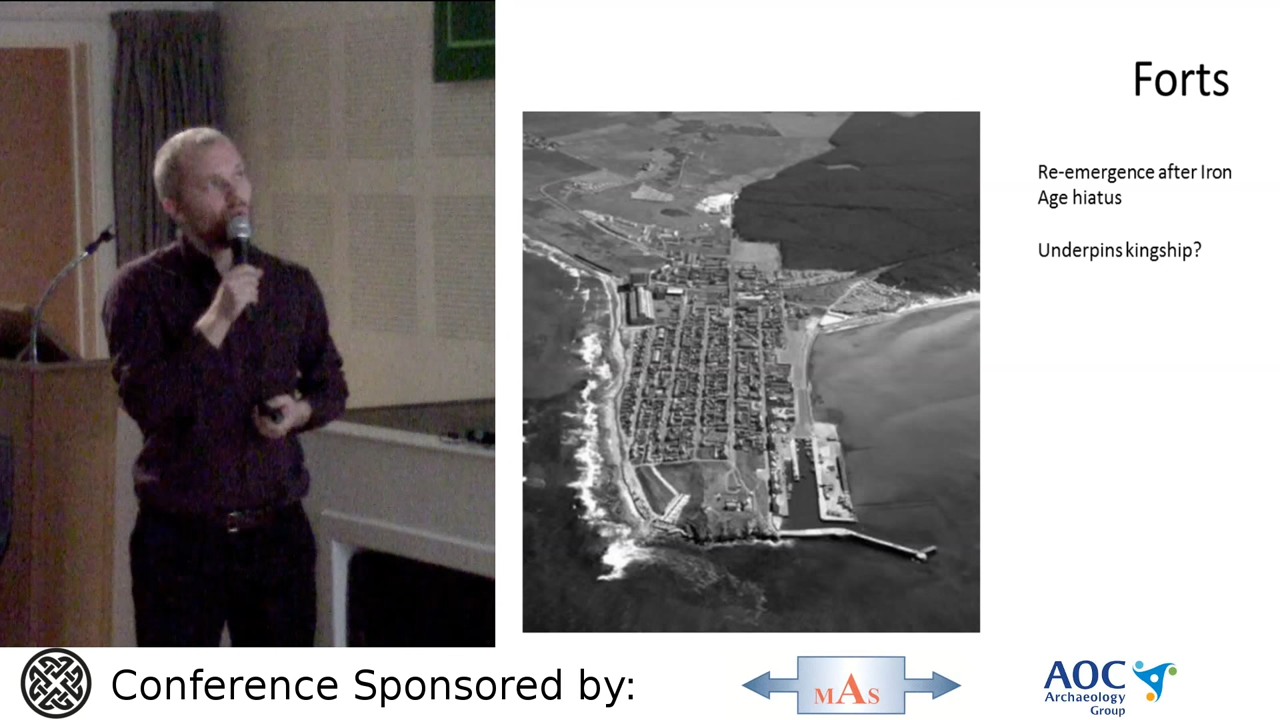 Forts
Re-emergence after Iron
Age hiatus
Underpins kingship?
Conference Sponsored by:
MAS
AOC
Archaeology
Group